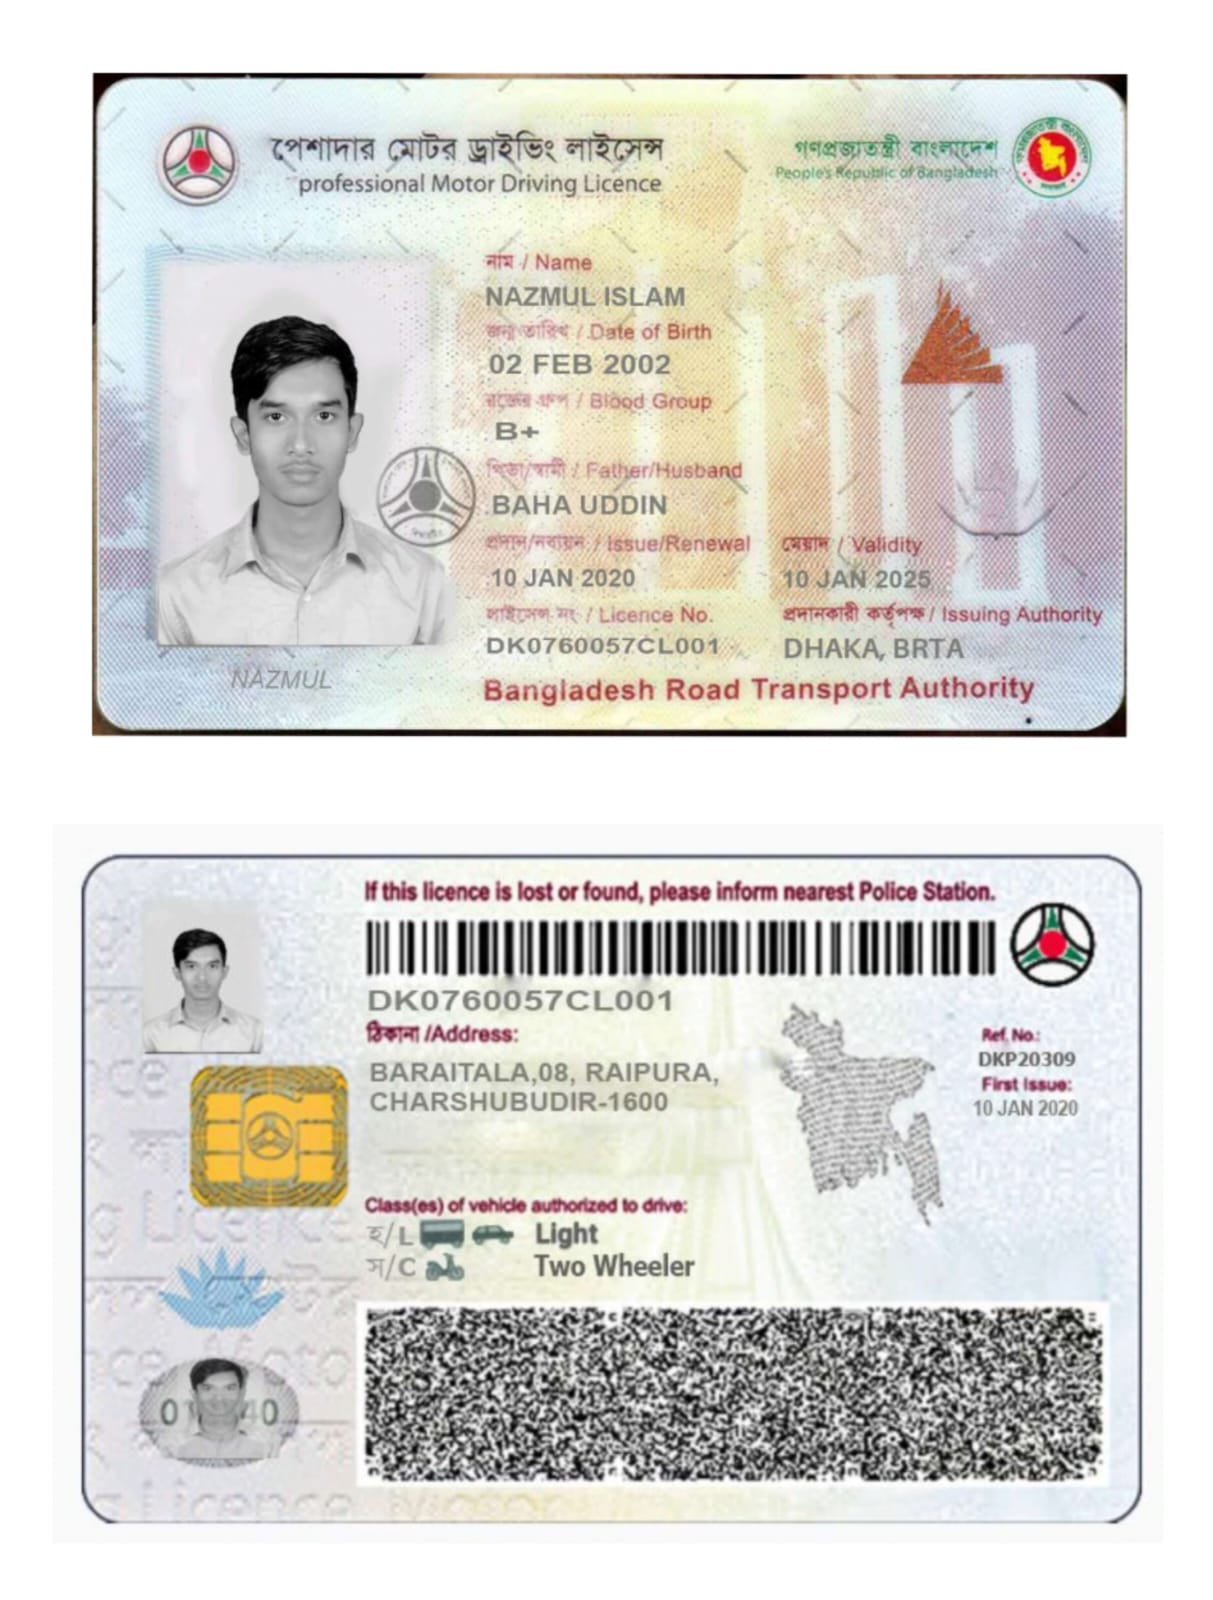 পেশাদার মোটর ড্রাইভিং লাইসেন্স
professional Motor Driving Licence
গণপ্রজাতন্ত্রী বাংলাদেশ
People's Republic of Bangladesh
নাম / Name
NAZMUL ISLAM
জন্ম তারিখ / Date of Birth
02 FEB 2002
রক্তের গ্রুপ / Blood Group
B+
পিতা/স্বামী / Father/Husband
BAHA UDDIN
প্রদান/নবায়ন / Issue/Renewal
10 JAN 2020
মেয়াদ / Validity
10 JAN 2025
লাইসেন্স নং / Licence No.
DK0760057CL001
প্রদানকারী কর্তৃপক্ষ / Issuing Authority
DHAKA, BRTA
NAZMUL
Bangladesh Road Transport Authority
If this licence is lost or found, please inform nearest Police Station.
DK0760057CL001
ঠিকানা /Address:
BARAITALA,08, RAIPURA,
CHARSHUBUDIR-1600
Ref. No.:
DKP20309
First Issue:
10 JAN 2020
Class(es) of vehicle authorized to drive:
হ/L Light
স/C Two Wheeler